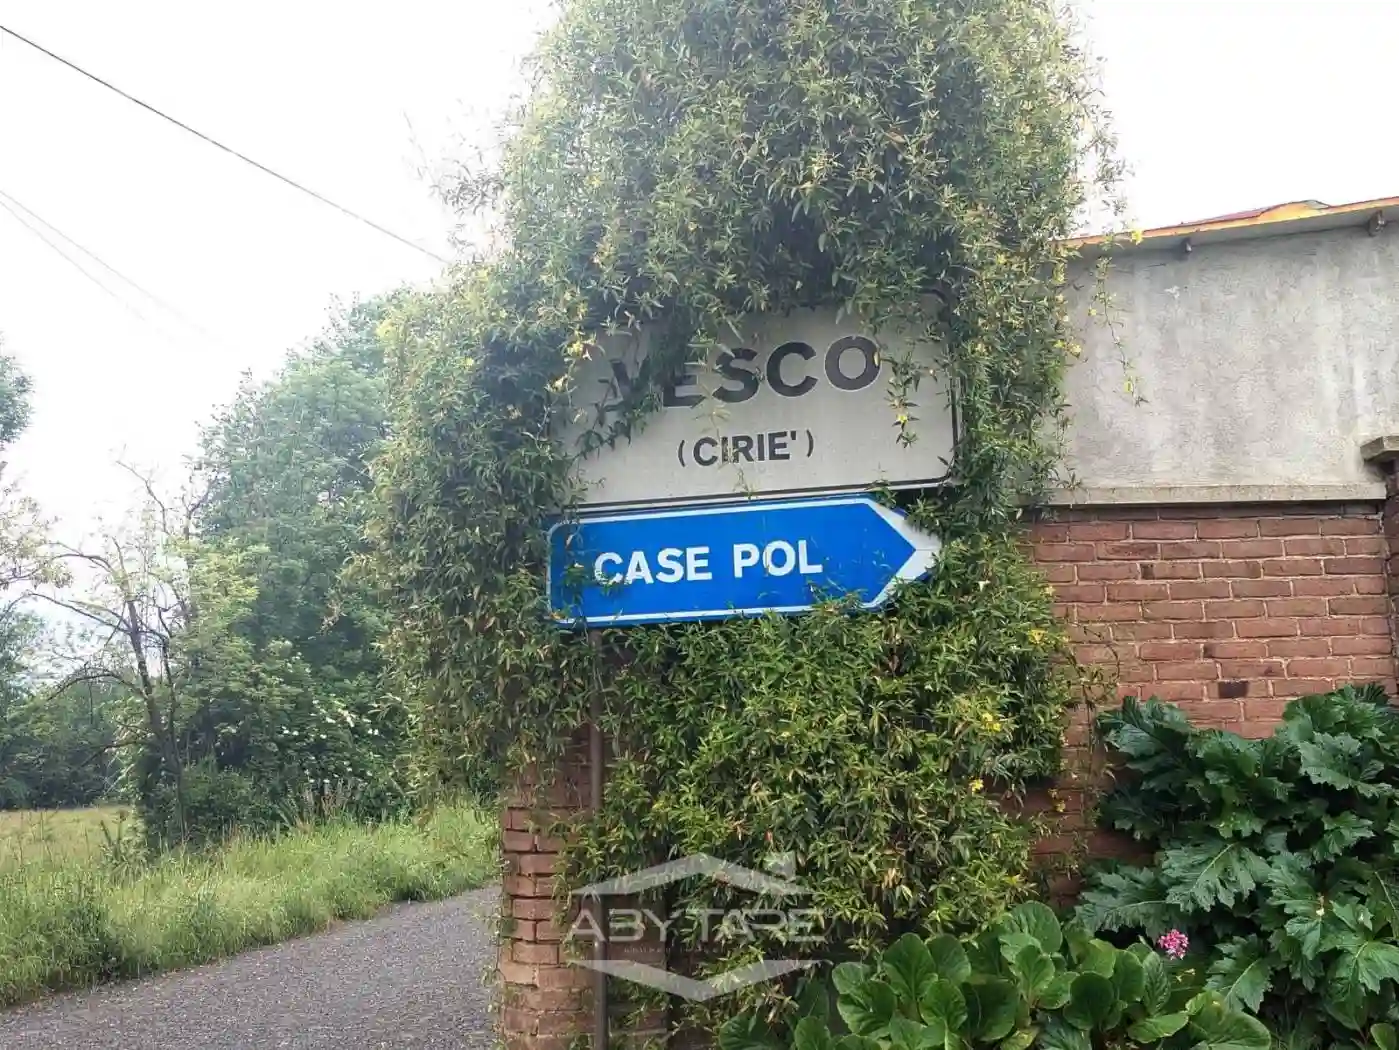 VESCO
(CIRIE')
CASE POL
ABYTARE